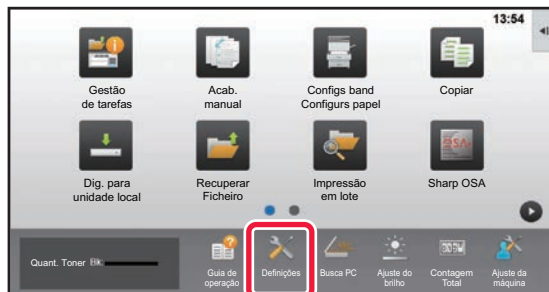 13:54
Gestão
de tarefas
Acab.
manual
Configs band
Configurs papel
Copiar
Dig. para
unidade local
Recuperar
Ficheiro
Impressão
em lote
Sharp OSA
Quant. Toner Bk
Guia de
operação
Definições
Busca PC
Ajuste do
brilho
Contagem
Total
Ajuste da
máquina